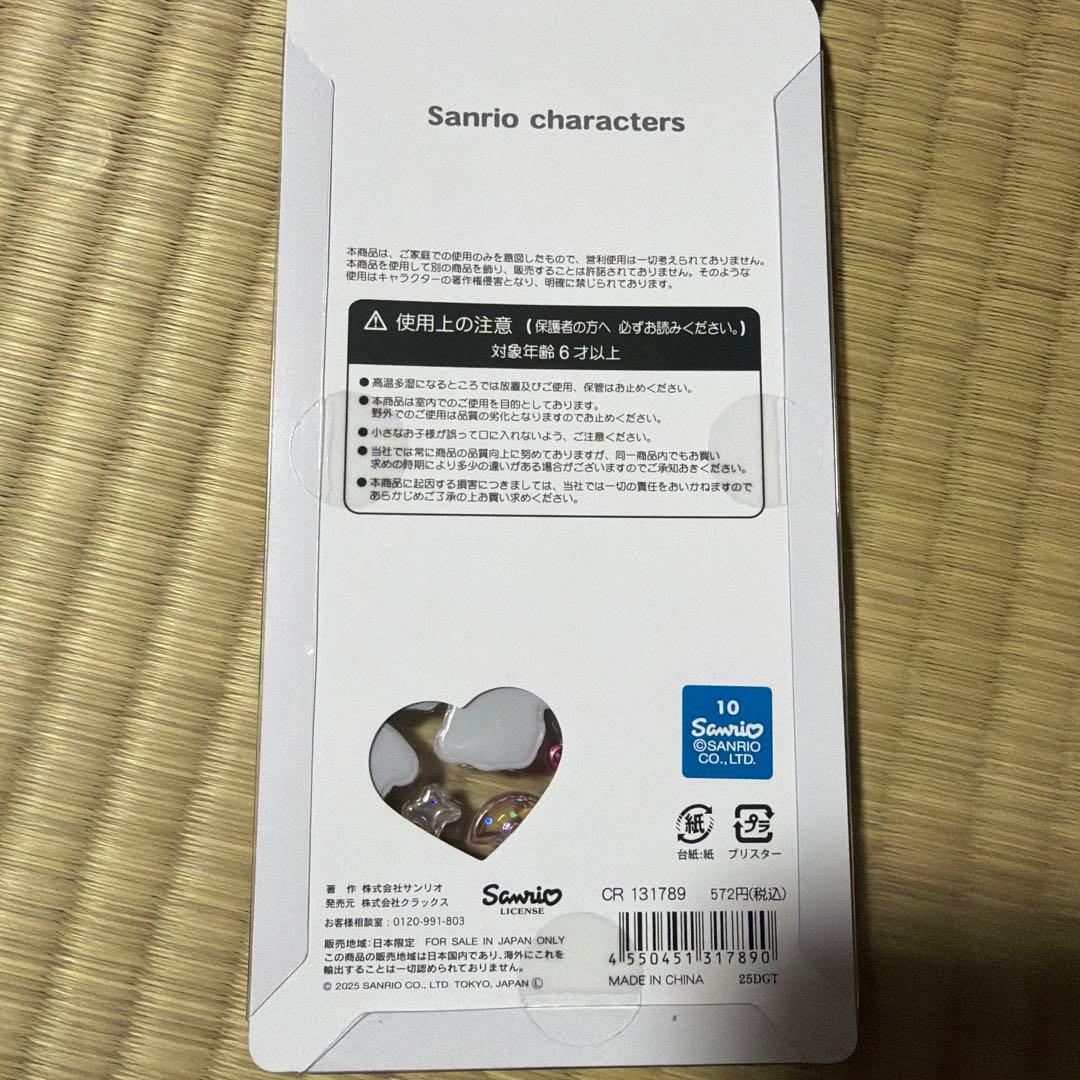 Sanrio characters
本商品は、ご家庭での使用のみを意図したもので、営利使用は一切考えられておりません。
本商品を使用して別の商品を飾り、販売することは許諾されておりません。そのような
使用はキャラクターの著作権侵害となり、明確に禁じられております。
⚠ 使用上の注意 (保護者の方へ 必ずお読みください。)
対象年齢6才以上
●高温多湿になるところでは放置及びご使用、保管はお止めください。
●本商品は室内でのご使用を目的としております。
野外でのご使用は品質の劣化となりますのでお止めください。
●小さなお子様が誤って口に入れないよう、ご注意ください。
●当社では常に商品の品質向上に努めておりますが、同一商品内でもお買い
求めの時期により多少の違いがある場合がございますのでご承知おきください。
●本商品に起因する損害につきましては、当社では一切の責任をおいかねますので
あらかじめご了承の上お買い求めください。
10
Sanrio
©SANRIO
CO.,LTD.
紙
プラ
台紙:紙
ブリスター
著 作 株式会社サンリオ
発売元 株式会社クラックス
お客様相談室:0120-991-803
Sanrio
LICENSE
CR 131789 572円(税込)
販売地域:日本限定 FOR SALE IN JAPAN ONLY
この商品の販売地域は日本国内であり、海外にこれを
輸出することは一切認められておりません。
© 2025 SANRIO CO., LTD. TOKYO, JAPAN Ⓛ
4 550451 317890
MADE IN CHINA 25DGT